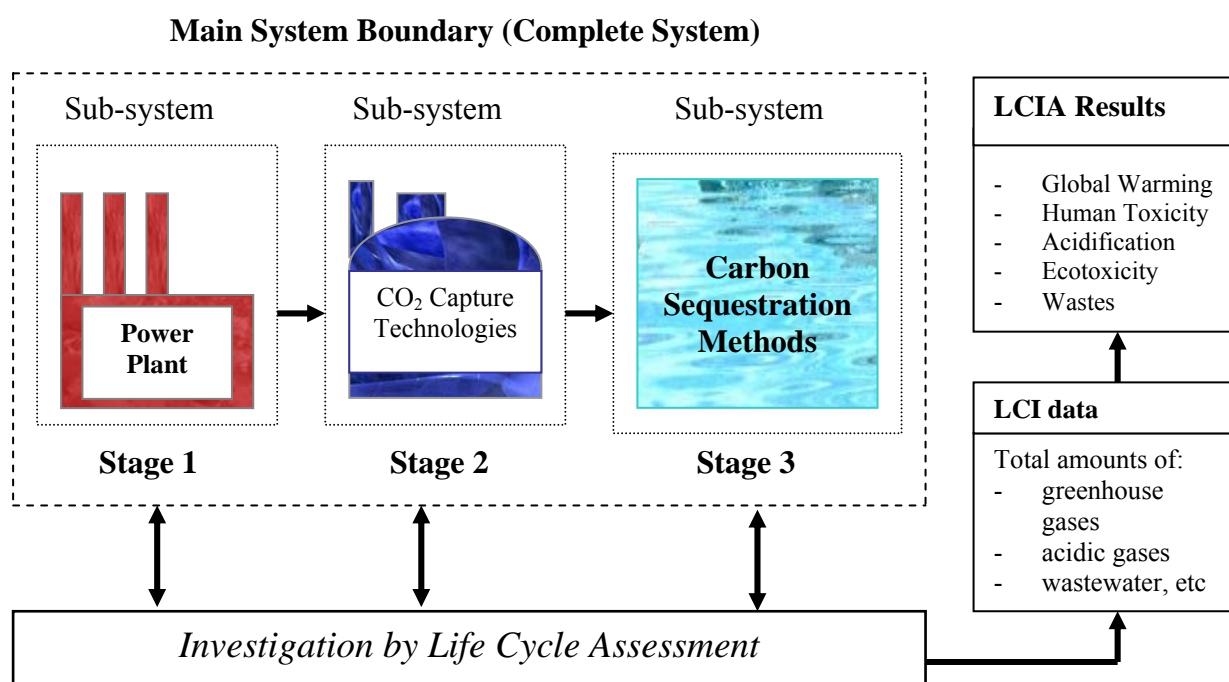 Main System Boundary (Complete System)
Sub-system
Sub-system
Sub-system
Power
Plant
CO₂ Capture
Technologies
Carbon
Sequestration
Methods
Stage 1
Stage 2
Stage 3
Investigation by Life Cycle Assessment
LCIA Results
- Global Warming
- Human Toxicity
- Acidification
- Ecotoxicity
- Wastes
LCI data
Total amounts of:
- greenhouse
gases
- acidic gases
- wastewater, etc